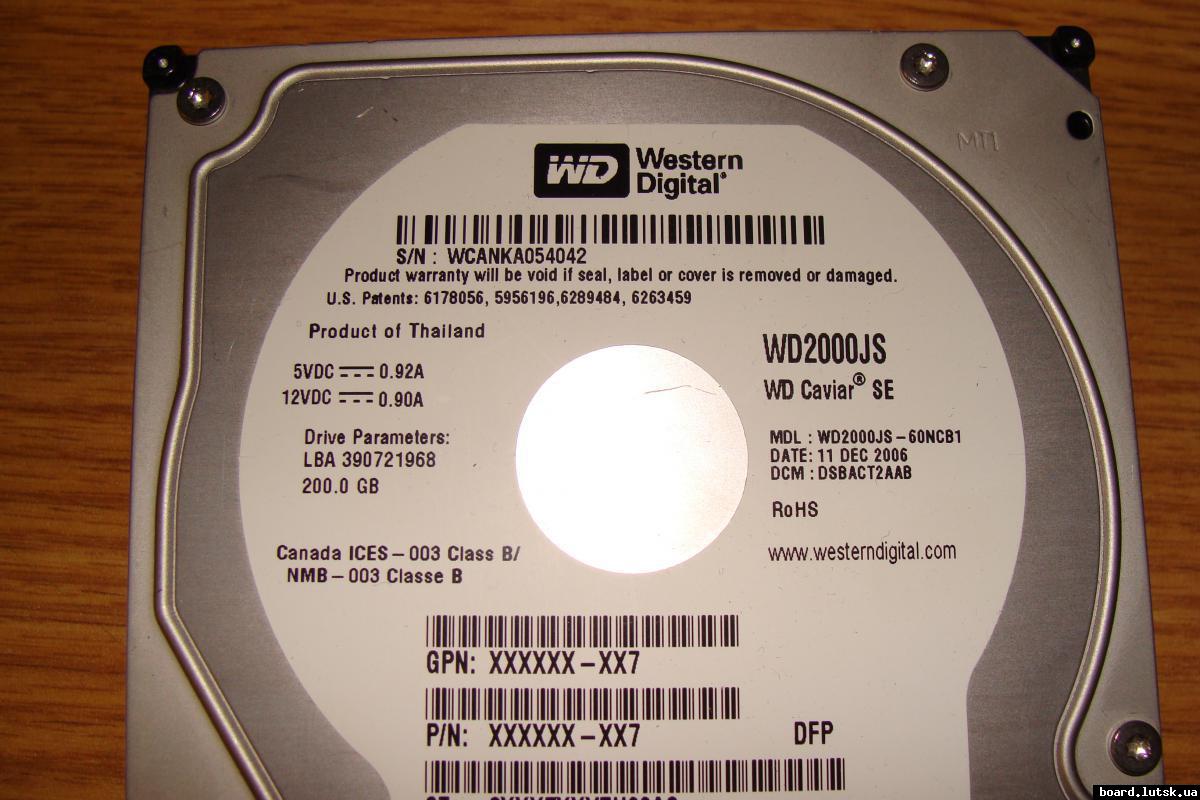 MT1
WD Western
Digital®
S/N : WCANKA054042
Product warranty will be void if seal, label or cover is removed or damaged.
U.S. Patents: 6178056, 5956196,6289484, 6263459
Product of Thailand
5VDC 0.92A
12VDC 0.90A
Drive Parameters:
LBA 390721968
200.0 GB
Canada ICES-003 Class B/
NMB-003 Classe B
WD2000JS
WD Caviar® SE
MDL : WD2000JS-60NCB1
DATE: 11 DEC 2006
DCM : DSBACT2AAB
RoHS
www.westerndigital.com
GPN: XXXXXX-XX7
P/N: XXXXXX-XX7
DFP
board.lutsk.ua